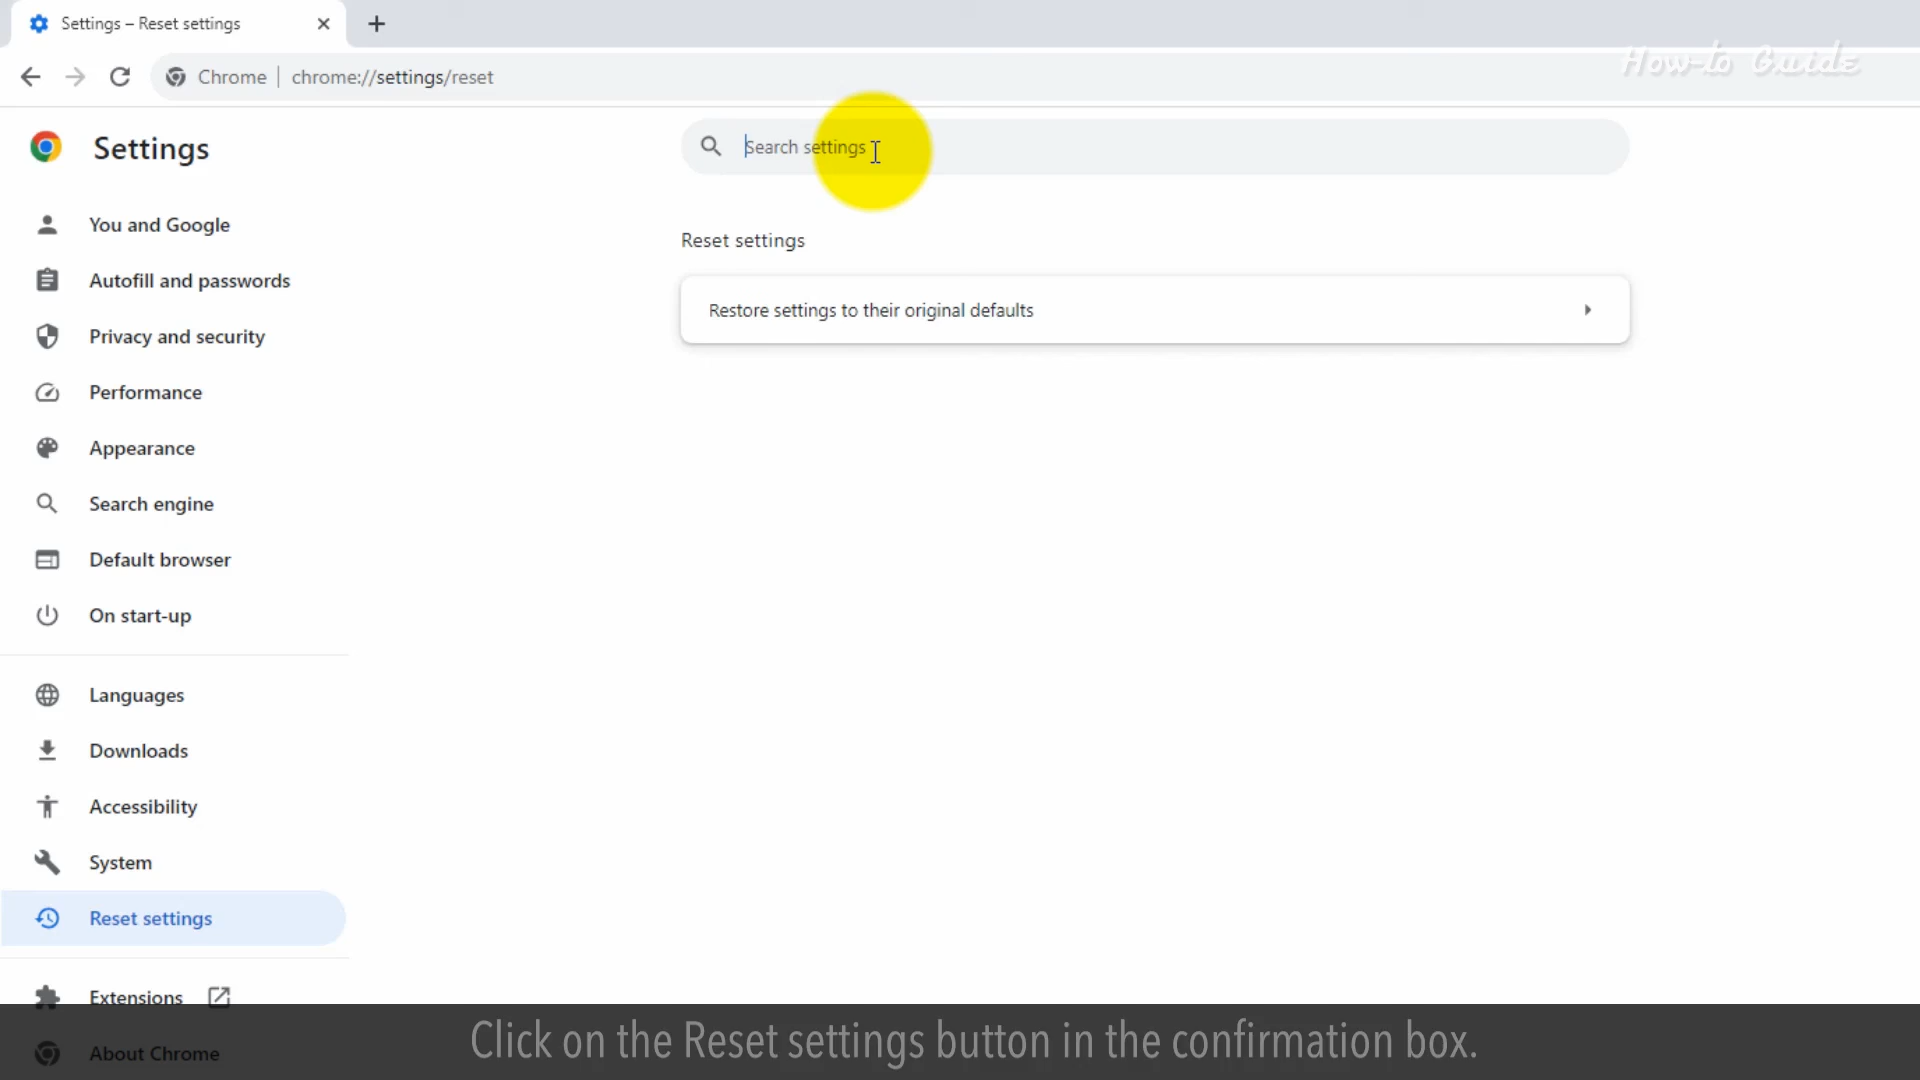 Settings – Reset settings
Chrome | chrome://settings/reset
How-to Guide
Settings
Search settings
You and Google
Autofill and passwords
Privacy and security
Performance
Appearance
Search engine
Default browser
On start-up
Languages
Downloads
Accessibility
System
Reset settings
Extensions
About Chrome
Reset settings
Restore settings to their original defaults
Click on the Reset settings button in the confirmation box.